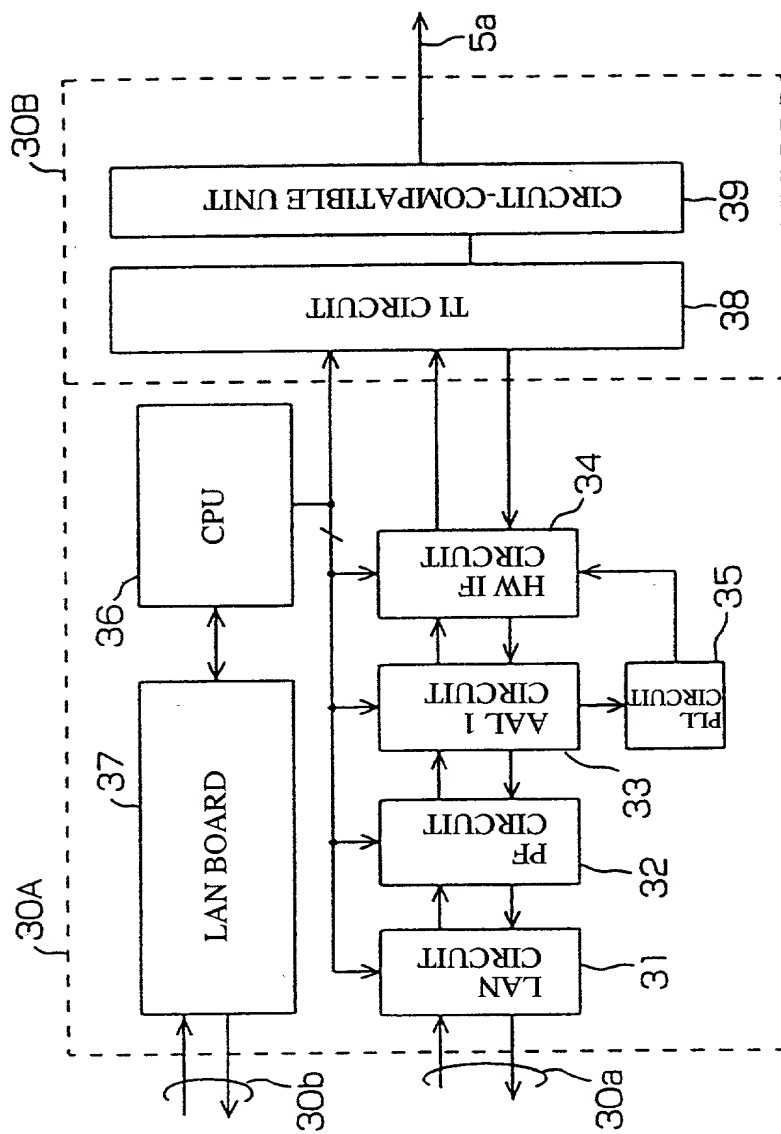 30A
30B
30b
37
LAN BOARD
36
CPU
30a
LAN
CIRCUIT
31
PF
CIRCUIT
32
AAL 1
CIRCUIT
33
HW IF
CIRCUIT
34
PLL
CIRCUIT
35
TI CIRCUIT
38
CIRCUIT-COMPATIBLE UNIT
39
5a